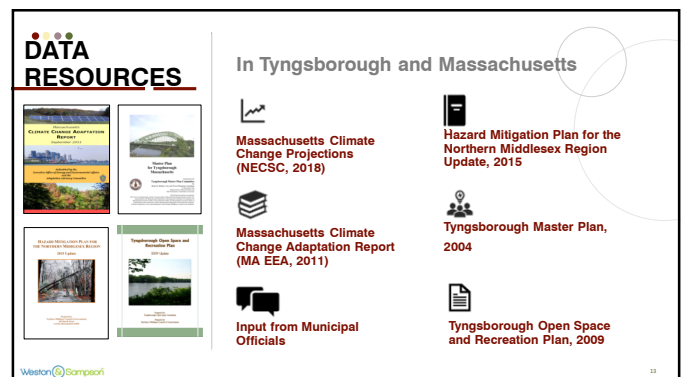 DATA
RESOURCES
In Tyngsborough and Massachusetts
Massachusetts
CLIMATE CHANGE ADAPTATION
REPORT
September 2011
Master Plan
for Tyngsborough
Massachusetts
HAZARD MITIGATION PLAN FOR
THE NORTHERN MIDDLESEX REGION
2015 Update
Tyngsborough Open Space and
Recreation Plan
Massachusetts Climate
Change Projections
(NECSC, 2018)
Hazard Mitigation Plan for the
Northern Middlesex Region
Update, 2015
Massachusetts Climate
Change Adaptation Report
(MA EEA, 2011)
Tyngsborough Master Plan,
2004
Input from Municipal
Officials
Tyngsborough Open Space
and Recreation Plan, 2009
Weston & Sampson
13